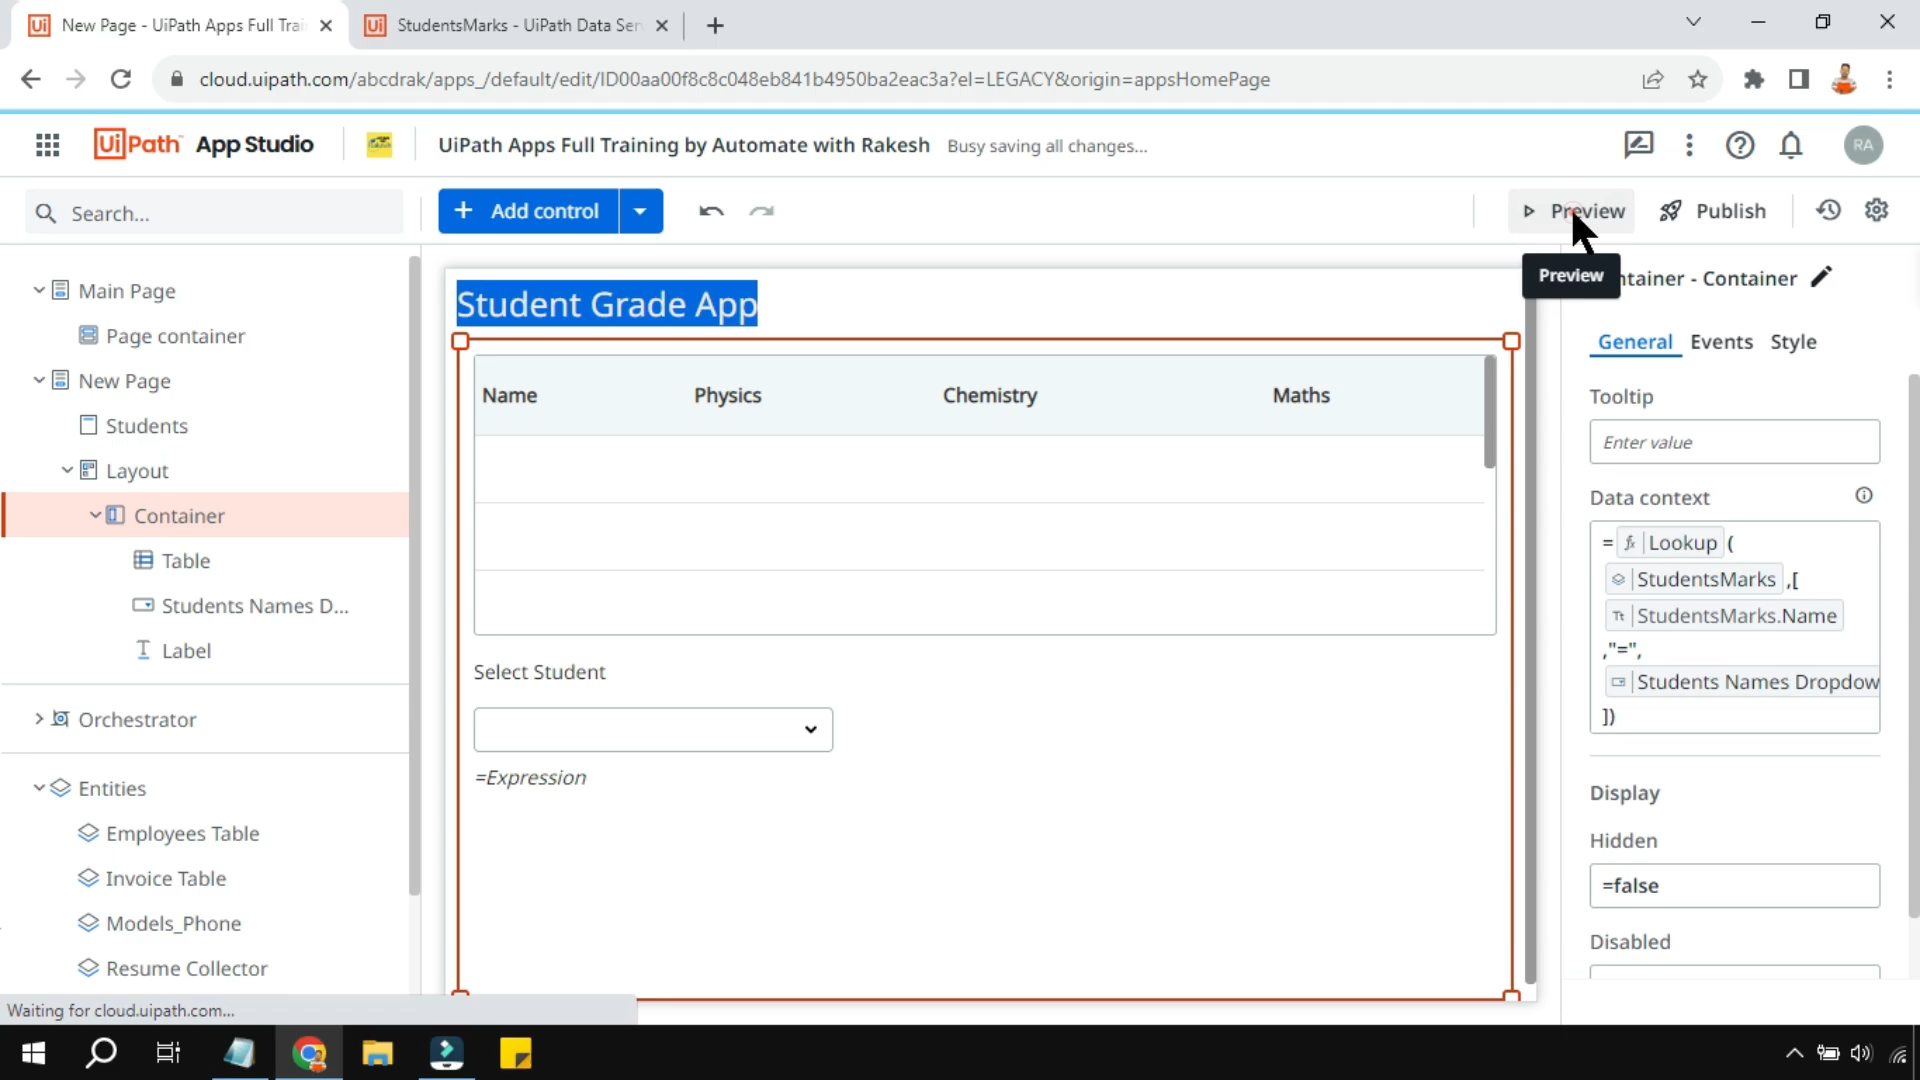 New Page - UiPath Apps Full Trai
StudentsMarks - UiPath Data Ser
cloud.uipath.com/abcdrak/apps_/default/edit/ID00aa00f8c8c048eb841b4950ba2eac3a?el=LEGACY&origin=appsHomePage
UiPath App Studio
UiPath Apps Full Training by Automate with Rakesh
Busy saving all changes...
RA
Search...
Add control
Preview
Publish
Preview
ntainer - Container
General Events Style
Main Page
Page container
New Page
Students
Layout
Container
Table
Students Names D...
Label
Orchestrator
Entities
Employees Table
Invoice Table
Models_Phone
Resume Collector
Waiting for cloud.uipath.com...
Student Grade App
Name Physics Chemistry Maths
Select Student
=Expression
Tooltip
Enter value
Data context
= fx Lookup (
StudentsMarks ,[
Tt StudentsMarks.Name
,"=",
Students Names Dropdow
])
Display
Hidden
=false
Disabled